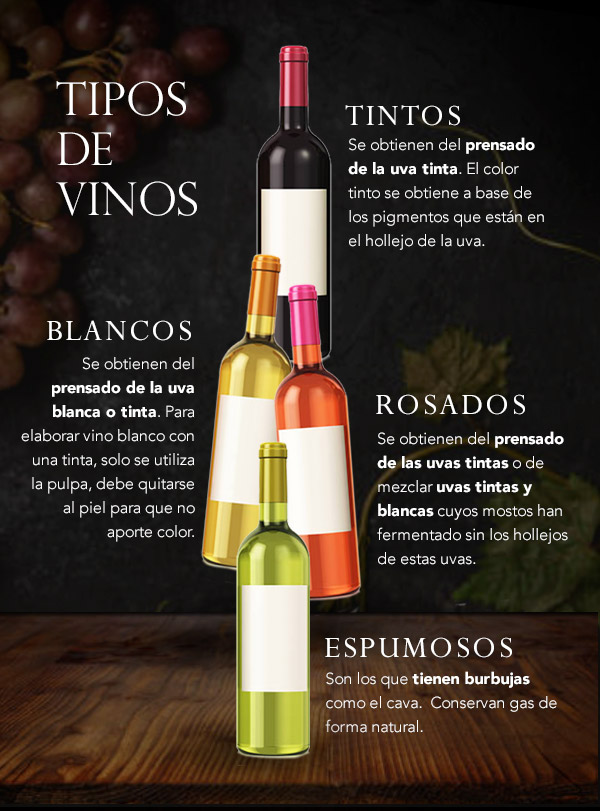 TIPOS
DE
VINOS
TINTOS
Se obtienen del prensado
de la uva tinta. El color
tinto se obtiene a base de
los pigmentos que están en
el hollejo de la uva.
BLANCOS
Se obtienen del
prensado de la uva
blanca o tinta. Para
elaborar vino blanco con
una tinta, solo se utiliza
la pulpa, debe quitarse
al piel para que no
aporte color.
ROSADOS
Se obtienen del prensado
de las uvas tintas o de
mezclar uvas tintas y
blancas cuyos mostos han
fermentado sin los hollejos
de estas uvas.
ESPUMOSOS
Son los que tienen burbujas
como el cava. Conservan gas de
forma natural.